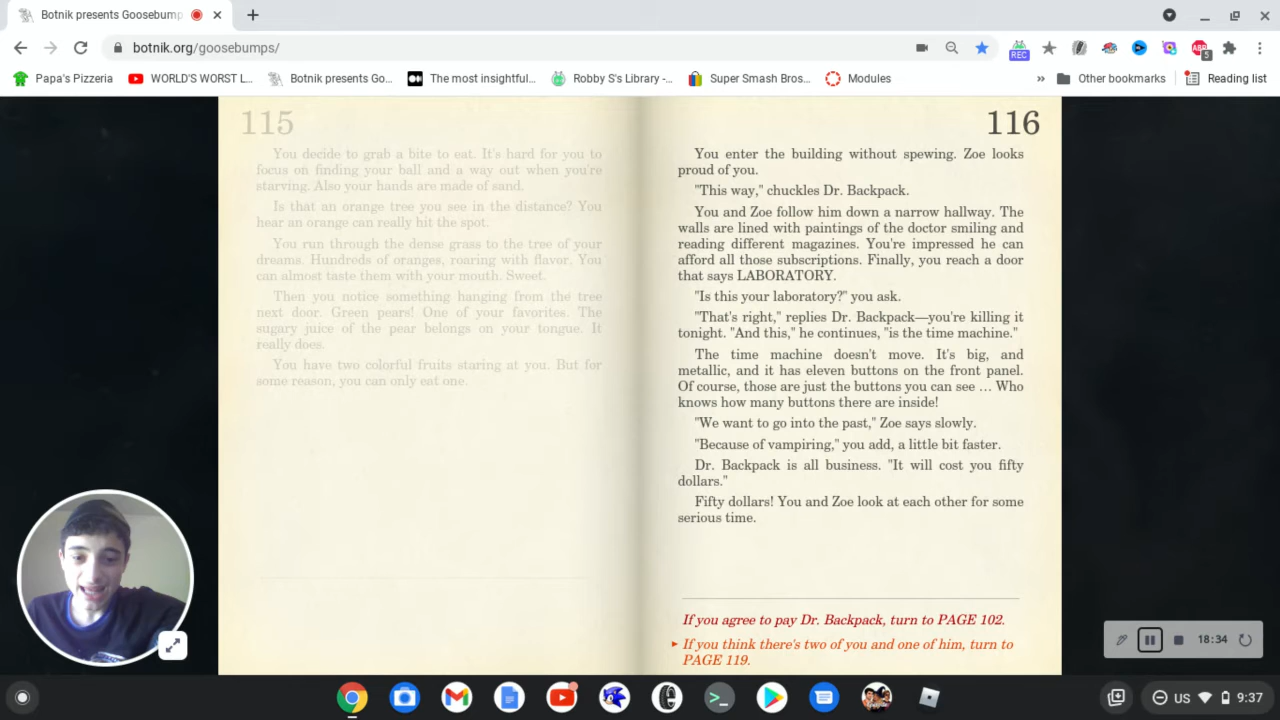 Botnik presents Goosebump
botnik.org/goosebumps/
REC
ABP
5
Papa's Pizzeria
WORLD'S WORST L...
Botnik presents Go...
The most insightful...
Robby S's Library -...
Super Smash Bros...
Modules
»
Other bookmarks
Reading list
115
You decide to grab a bite to eat. It's hard for you to
focus on finding your ball and a way out when you're
starving. Also your hands are made of sand.
Is that an orange tree you see in the distance? You
hear an orange can really hit the spot.
You run through the dense grass to the tree of your
dreams. Hundreds of oranges, roaring with flavor. You
can almost taste them with your mouth. Sweet.
Then you notice something hanging from the tree
next door. Green pears! One of your favorites. The
sugary juice of the pear belongs on your tongue. It
really does.
You have two colorful fruits staring at you. But for
some reason, you can only eat one.
116
You enter the building without spewing. Zoe looks
proud of you.
"This way," chuckles Dr. Backpack.
You and Zoe follow him down a narrow hallway. The
walls are lined with paintings of the doctor smiling and
reading different magazines. You're impressed he can
afford all those subscriptions. Finally, you reach a door
that says LABORATORY.
"Is this your laboratory?" you ask.
"That's right," replies Dr. Backpack—you're killing it
tonight. "And this," he continues, "is the time machine."
The time machine doesn't move. It's big, and
metallic, and it has eleven buttons on the front panel.
Of course, those are just the buttons you can see … Who
knows how many buttons there are inside!
"We want to go into the past," Zoe says slowly.
"Because of vampiring," you add, a little bit faster.
Dr. Backpack is all business. "It will cost you fifty
dollars."
Fifty dollars! You and Zoe look at each other for some
serious time.
If you agree to pay Dr. Backpack, turn to PAGE 102.
If you think there's two of you and one of him, turn to
PAGE 119.
18:34
US
9:37